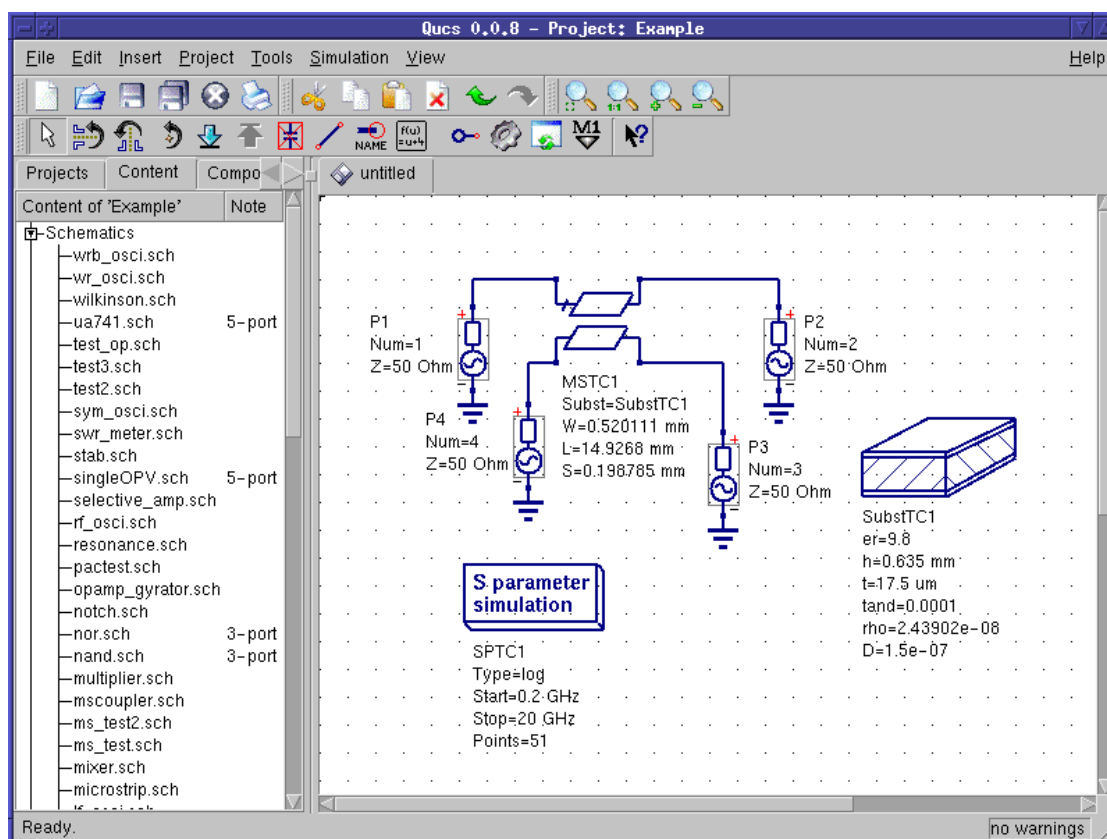 Qucs 0.0.8 - Project: Example
File Edit Insert Project Tools Simulation View Help
1:1
NAME
f(u)
=u+4
M1
?
Projects Content Compo
untitled
Content of 'Example' Note
Schematics
wrb_osci.sch
wr_osci.sch
wilkinson.sch
ua741.sch 5-port
test_op.sch
test3.sch
test2.sch
sym_osci.sch
swr_meter.sch
stab.sch
singleOPV.sch 5-port
selective_amp.sch
rf_osci.sch
resonance.sch
pactest.sch
opamp_gyrator.sch
notch.sch
nor.sch 3-port
nand.sch 3-port
multiplier.sch
mscoupler.sch
ms_test2.sch
ms_test.sch
mixer.sch
microstrip.sch
P1
Num=1
Z=50 Ohm
P2
Num=2
Z=50 Ohm
P4
Num=4
Z=50 Ohm
MSTC1
Subst=SubstTC1
W=0.520111 mm
L=14.9268 mm
S=0.198785 mm
P3
Num=3
Z=50 Ohm
SubstTC1
er=9.8
h=0.635 mm
t=17.5 um
tand=0.0001
rho=2.43902e-08
D=1.5e-07
S parameter
simulation
SPTC1
Type=log
Start=0.2 GHz
Stop=20 GHz
Points=51
Ready.
no warnings